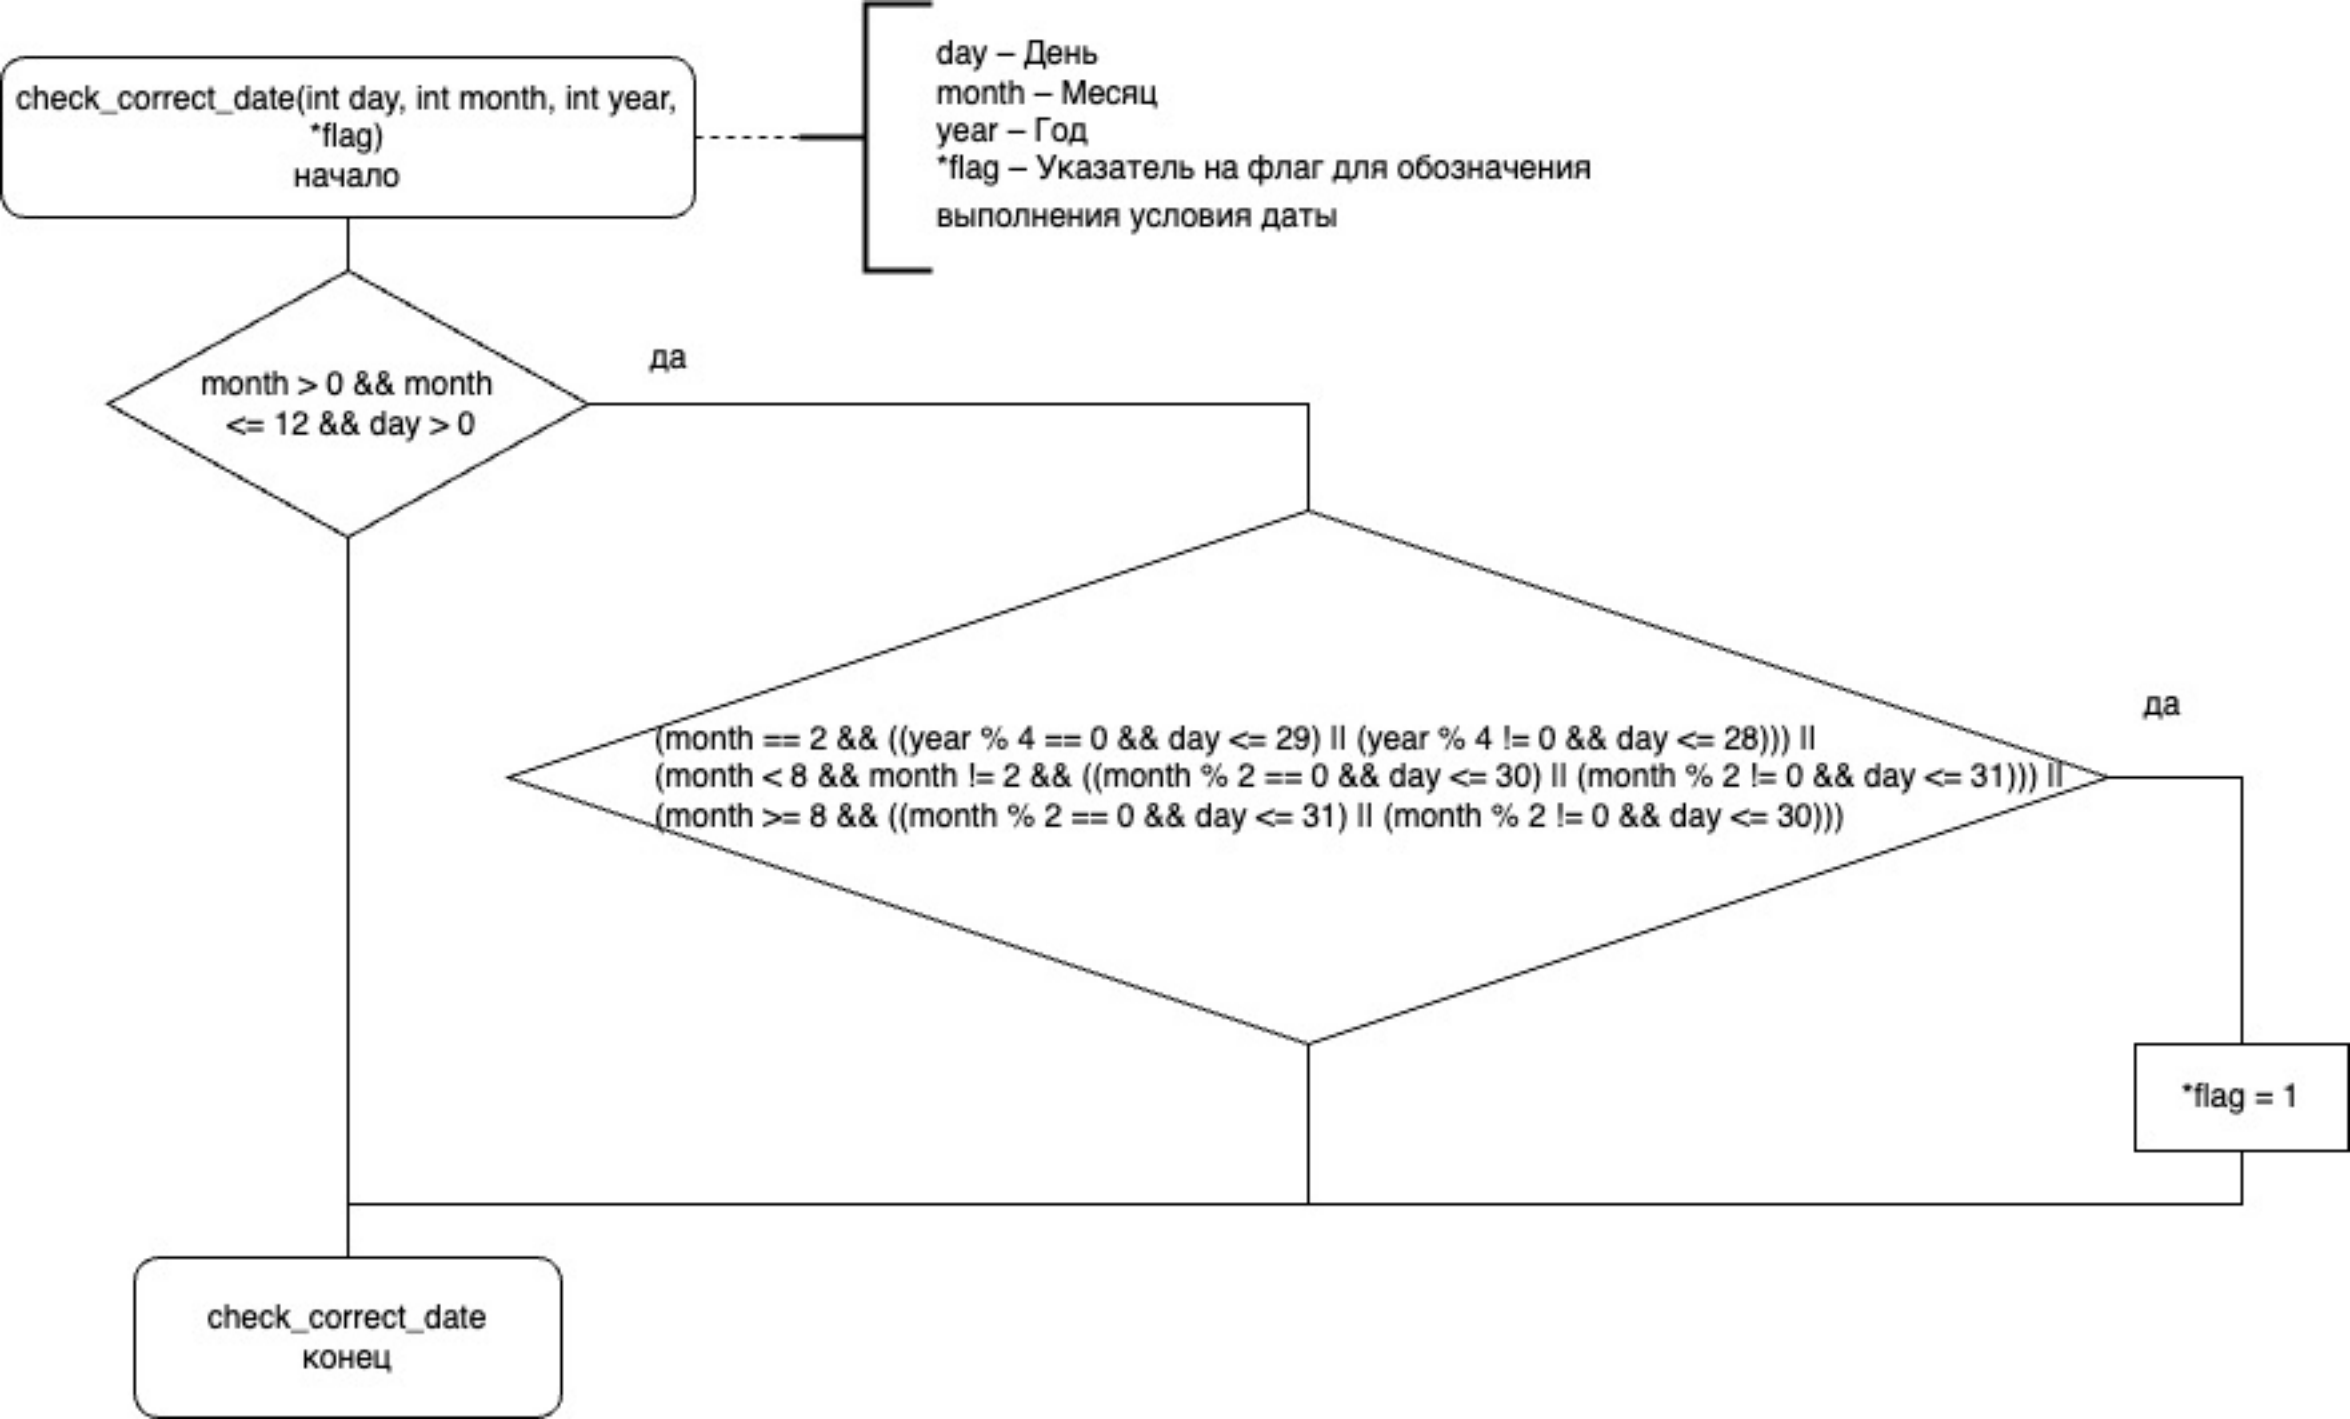 check_correct_date(int day, int month, int year,
*flag)
начало
day – День
month – Месяц
year – Год
*flag – Указатель на флаг для обозначения
выполнения условия даты
да
month > 0 && month
<= 12 && day > 0
да
(month == 2 && ((year % 4 == 0 && day <= 29) || (year % 4 != 0 && day <= 28))) ||
(month < 8 && month != 2 && ((month % 2 == 0 && day <= 30) || (month % 2 != 0 && day <= 31))) ||
(month >= 8 && ((month % 2 == 0 && day <= 31) || (month % 2 != 0 && day <= 30)))
*flag = 1
check_correct_date
конец